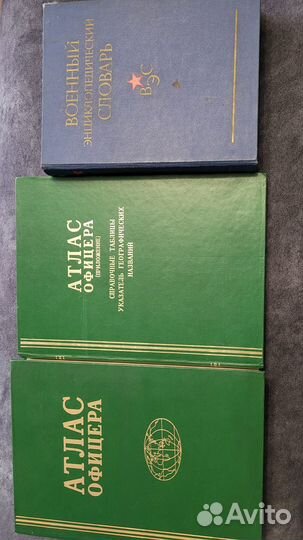 ВОЕННЫЙ
ЭНЦИКЛОПЕДИЧЕСКИЙ
СЛОВАРЬ
ВЭС
АТЛАС
ОФИЦЕРА
(ПРИЛОЖЕНИЕ)
СПРАВОЧНЫЕ ТАБЛИЦЫ
УКАЗАТЕЛЬ ГЕОГРАФИЧЕСКИХ
НАЗВАНИЙ
АТЛАС
ОФИЦЕРА
Avito